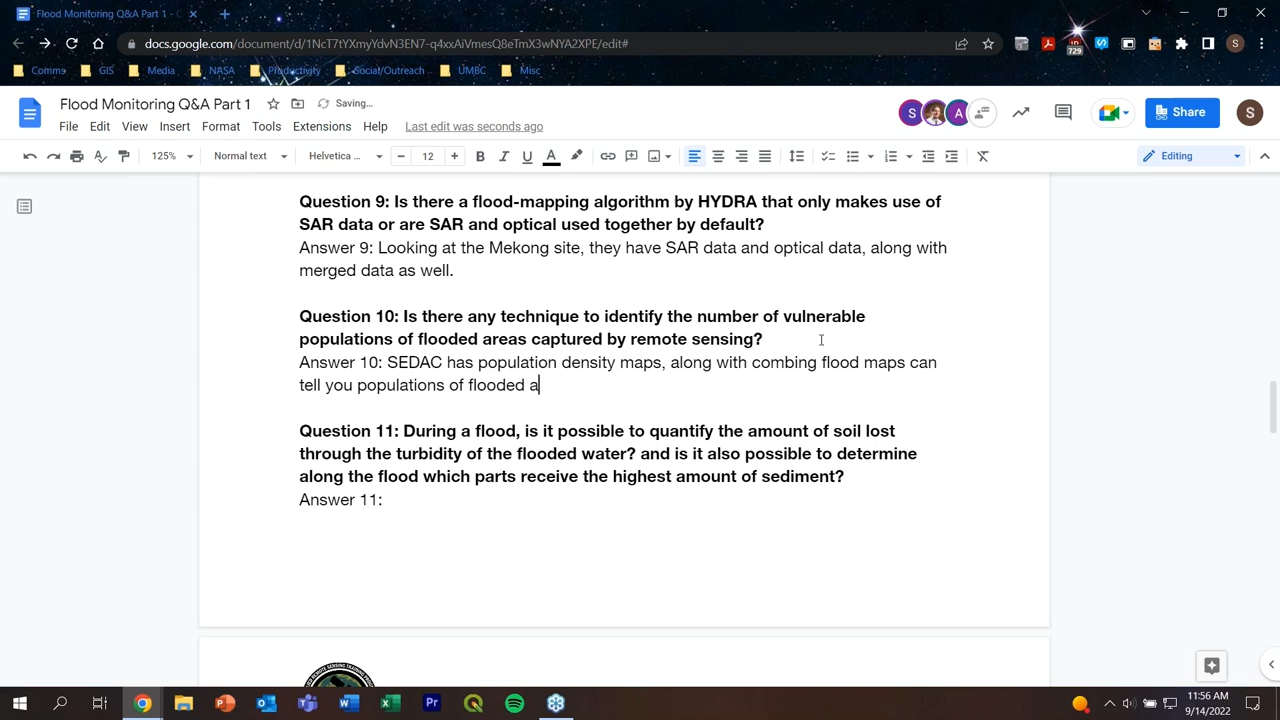 Flood Monitoring Q&A Part 1 - G
docs.google.com/document/d/1NcT7tYXmyYdvN3EN7-q4xxAiVmesQ8eTmX3wNYA2XPE/edit#
729
S
Comms GIS Media NASA Productivity Social/Outreach UMBC Misc
Flood Monitoring Q&A Part 1 Saving...
S A Share S
File Edit View Insert Format Tools Extensions Help Last edit was seconds ago
125% Normal text Helvetica ... 12 B I U A Editing
Question 9: Is there a flood-mapping algorithm by HYDRA that only makes use of
SAR data or are SAR and optical used together by default?
Answer 9: Looking at the Mekong site, they have SAR data and optical data, along with
merged data as well.
Question 10: Is there any technique to identify the number of vulnerable
populations of flooded areas captured by remote sensing?
Answer 10: SEDAC has population density maps, along with combing flood maps can
tell you populations of flooded a
Question 11: During a flood, is it possible to quantify the amount of soil lost
through the turbidity of the flooded water? and is it also possible to determine
along the flood which parts receive the highest amount of sediment?
Answer 11:
11:56 AM
9/14/2022